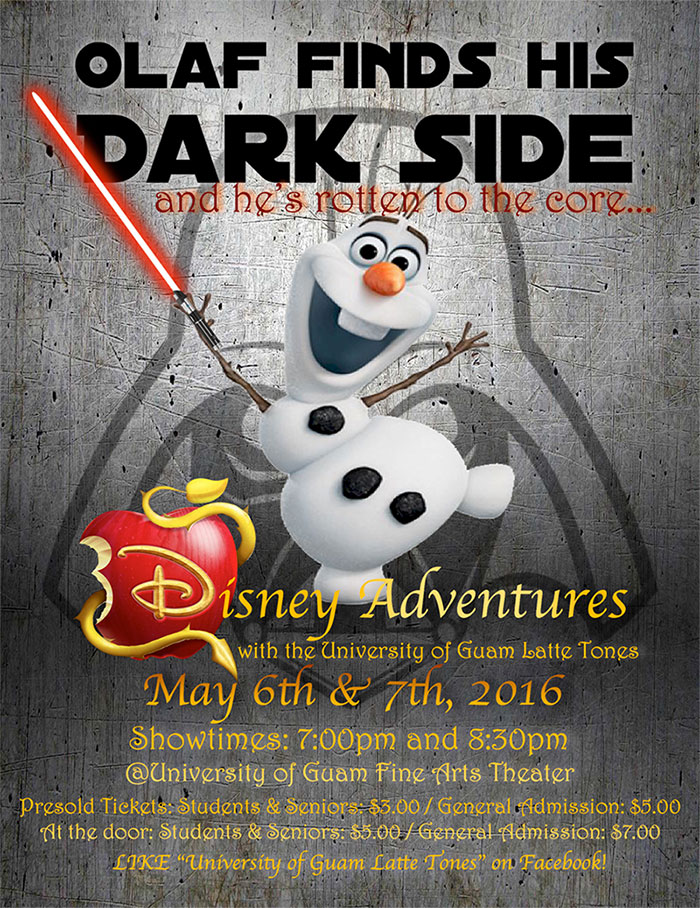 OLAF FINDS HIS
DARK SIDE
and he's rotten to the core...
Disney Adventures
with the University of Guam Latte Tones
May 6th & 7th, 2016
Showtimes: 7:00pm and 8:30pm
@University of Guam Fine Arts Theater
Presold Tickets: Students & Seniors: $3.00 / General Admission: $5.00
At the door: Students & Seniors: $5.00 / General Admission: $7.00
LIKE "University of Guam Latte Tones" on Facebook!